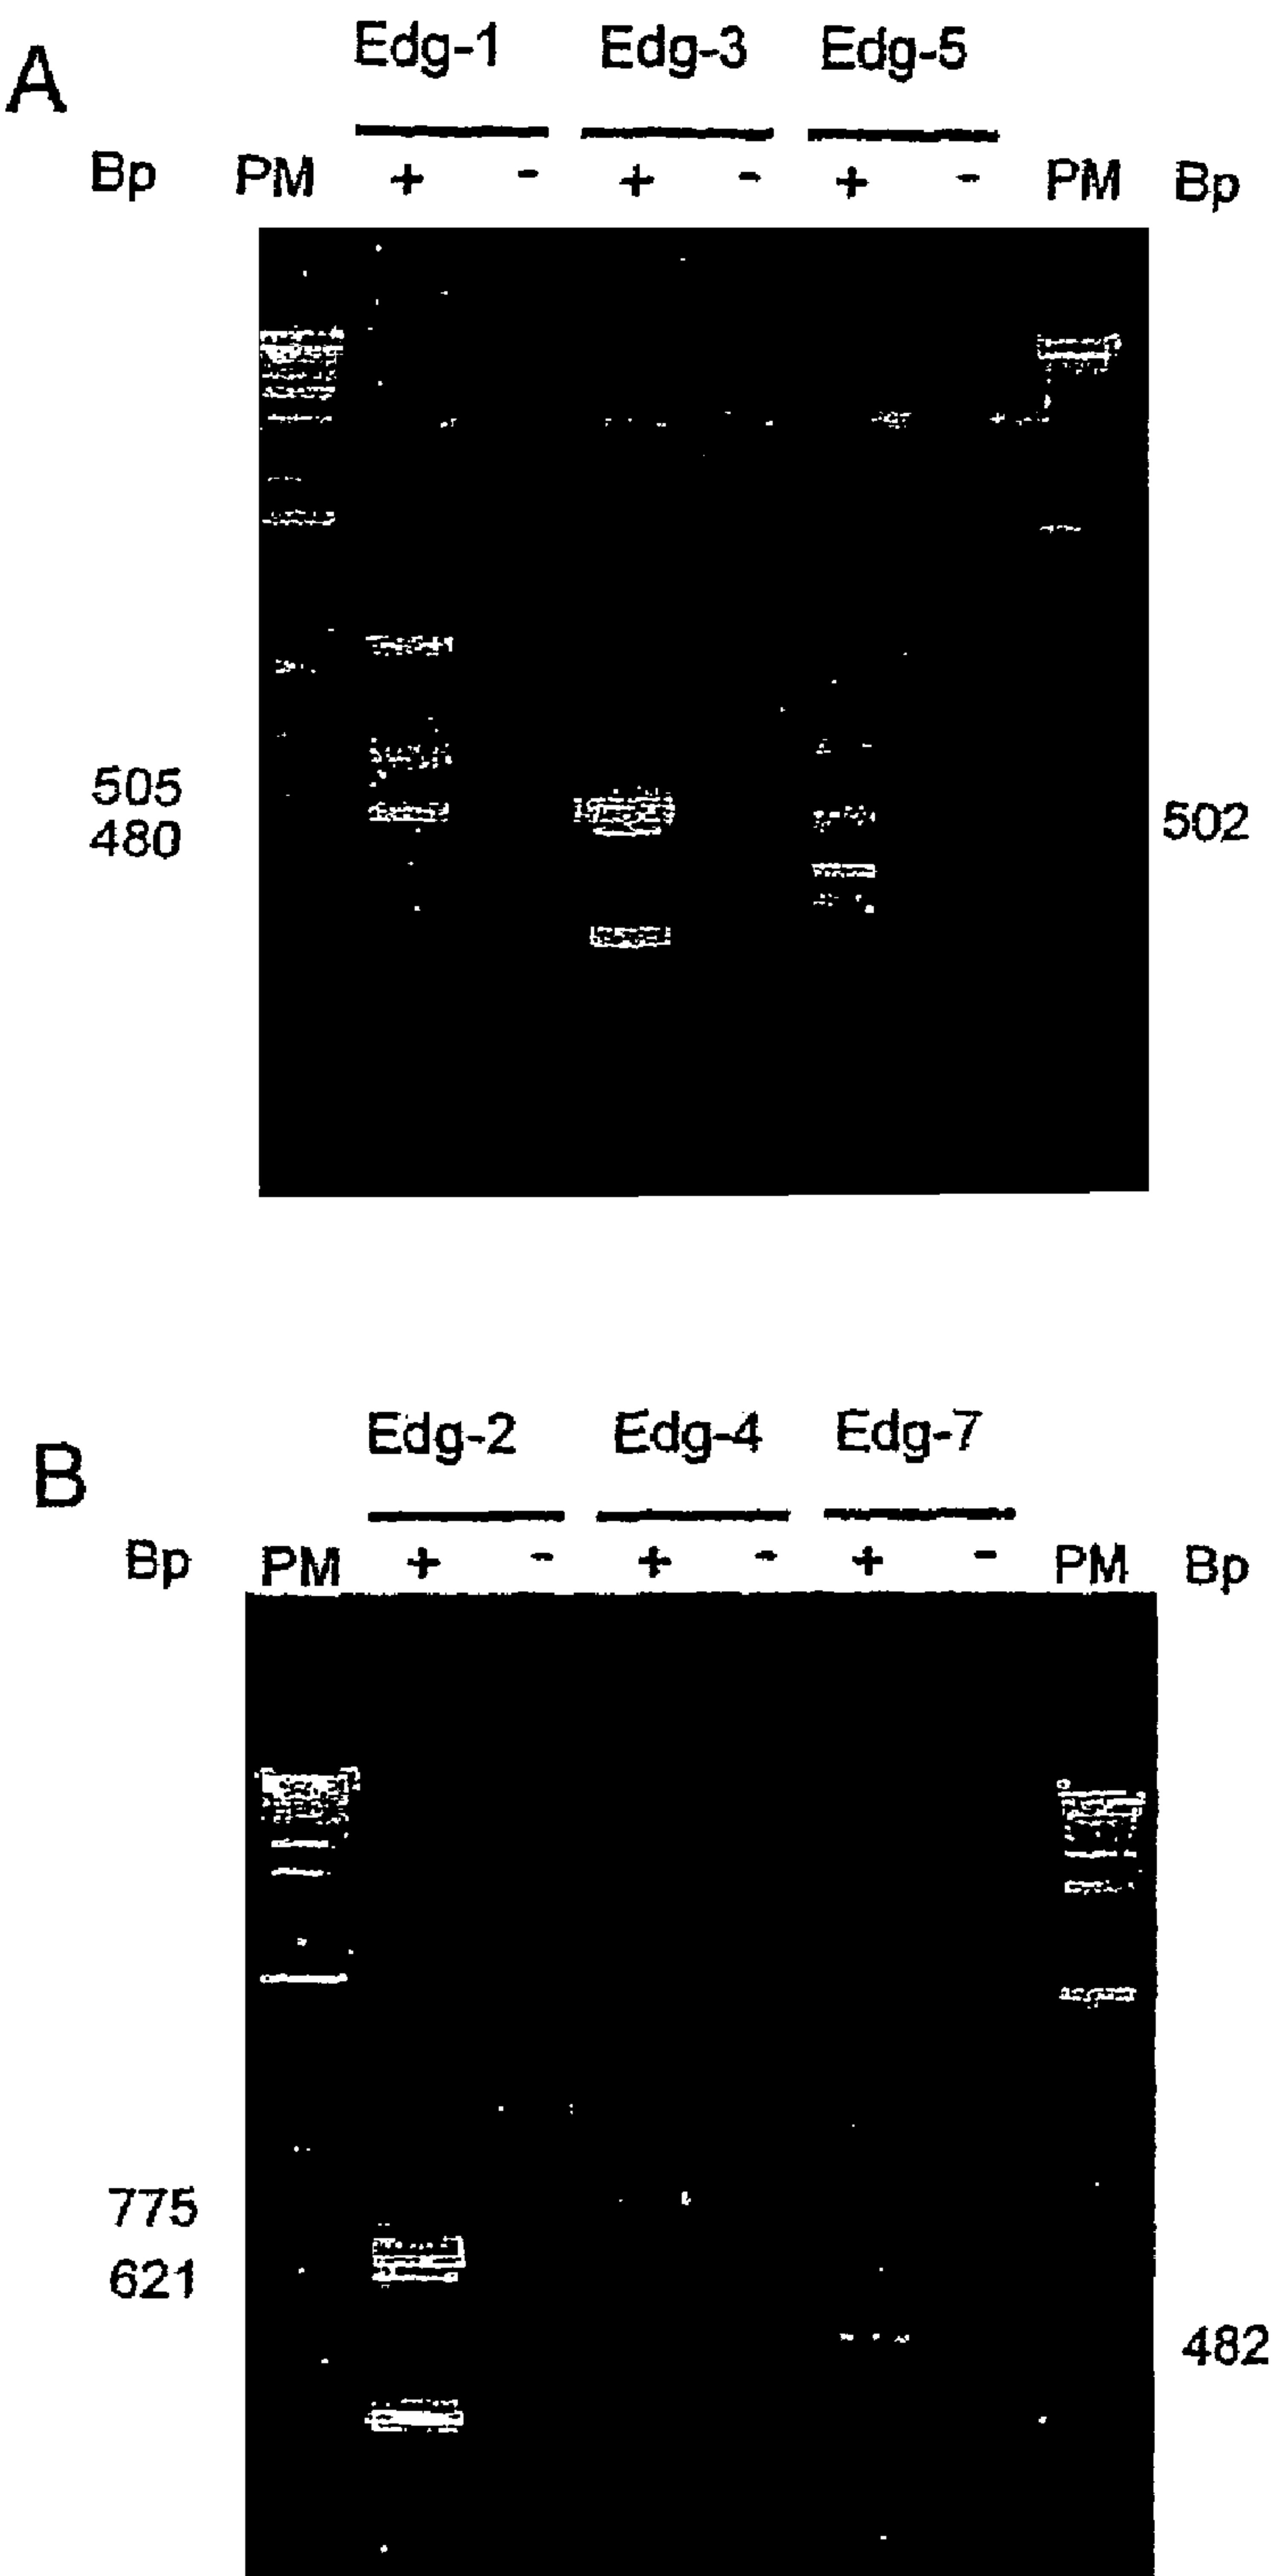 A
Edg-1 Edg-3 Edg-5
Bp PM + - + - + - PM Bp
505
480
502
B
Edg-2 Edg-4 Edg-7
Bp PM + - + - + - PM Bp
775
621
482